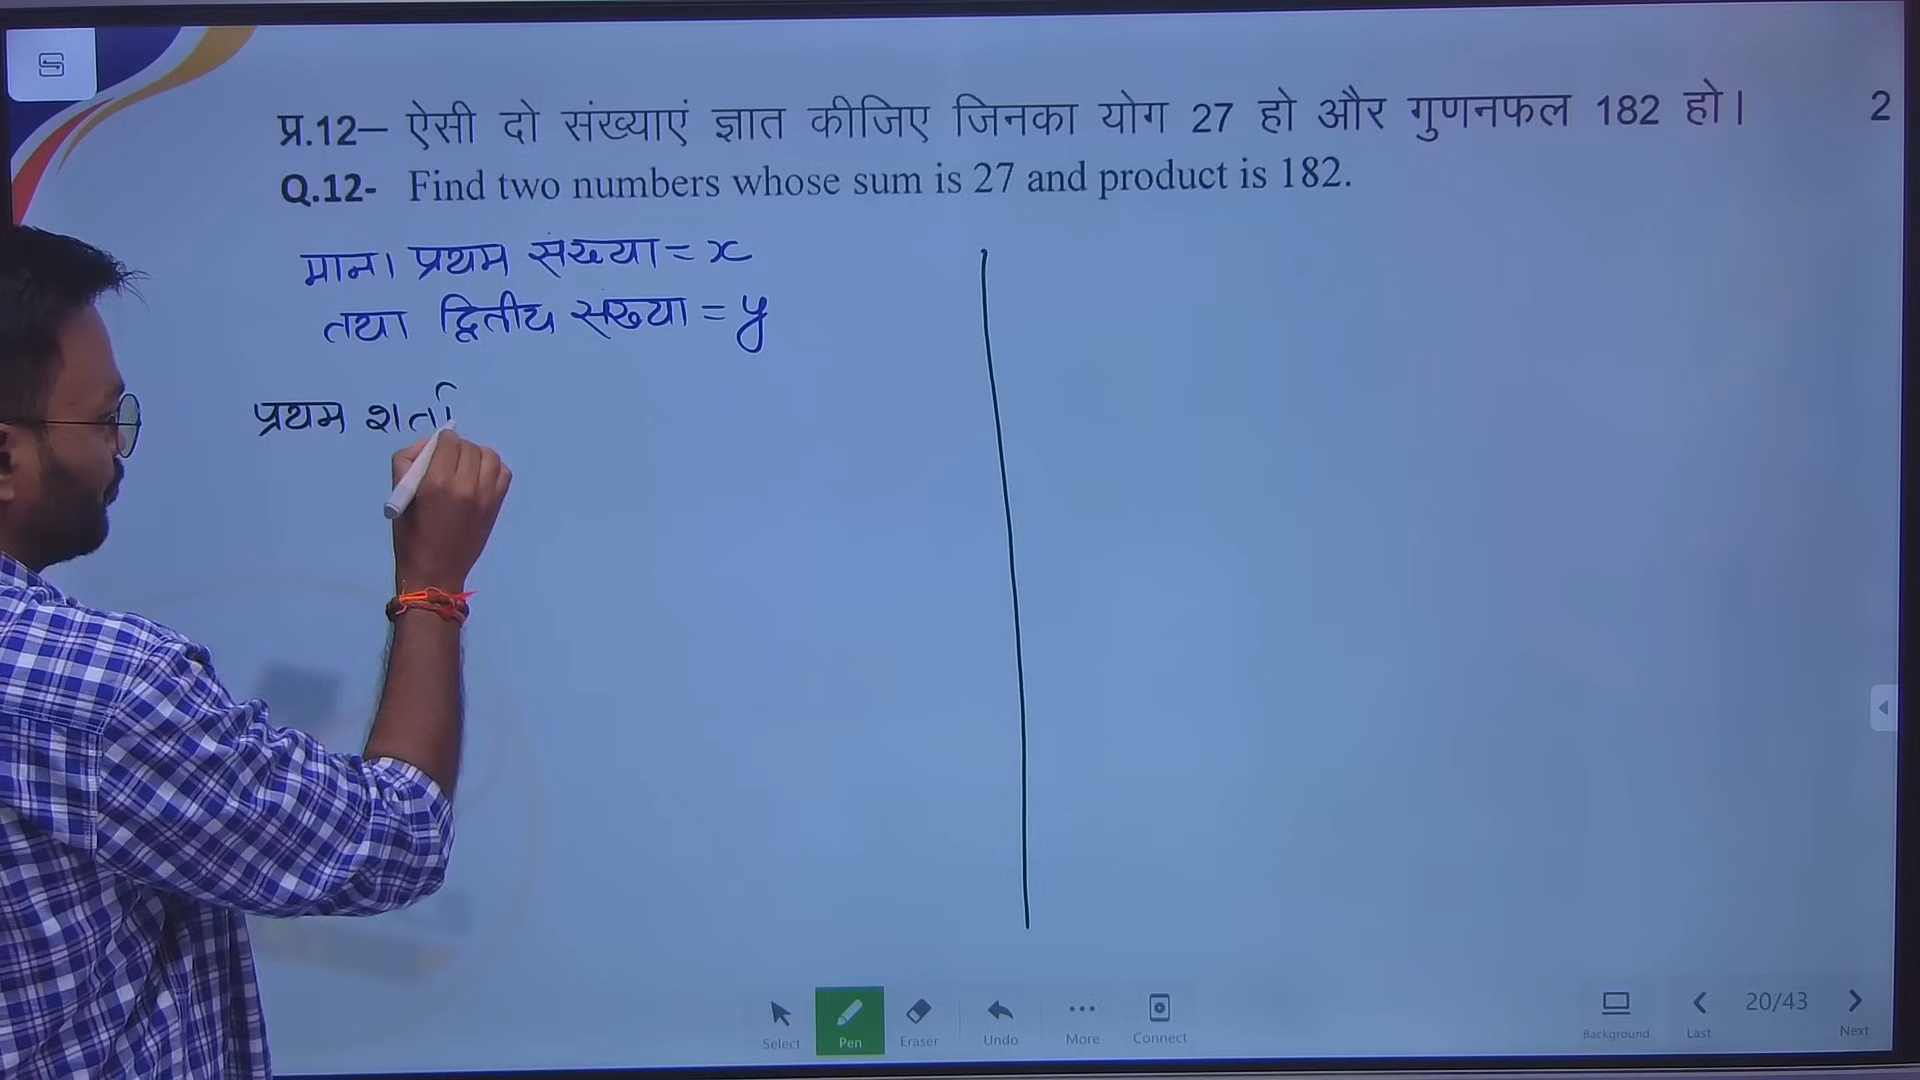 प्र.12– ऐसी दो संख्याएं ज्ञात कीजिए जिनका योग 27 हो और गुणनफल 182 हो। 2
Q.12- Find two numbers whose sum is 27 and product is 182.
माना प्रथम संख्या = x
तथा द्वितीय संख्या = y
प्रथम शर्त
Select Pen Eraser Undo More Connect
Background Last 20/43 Next